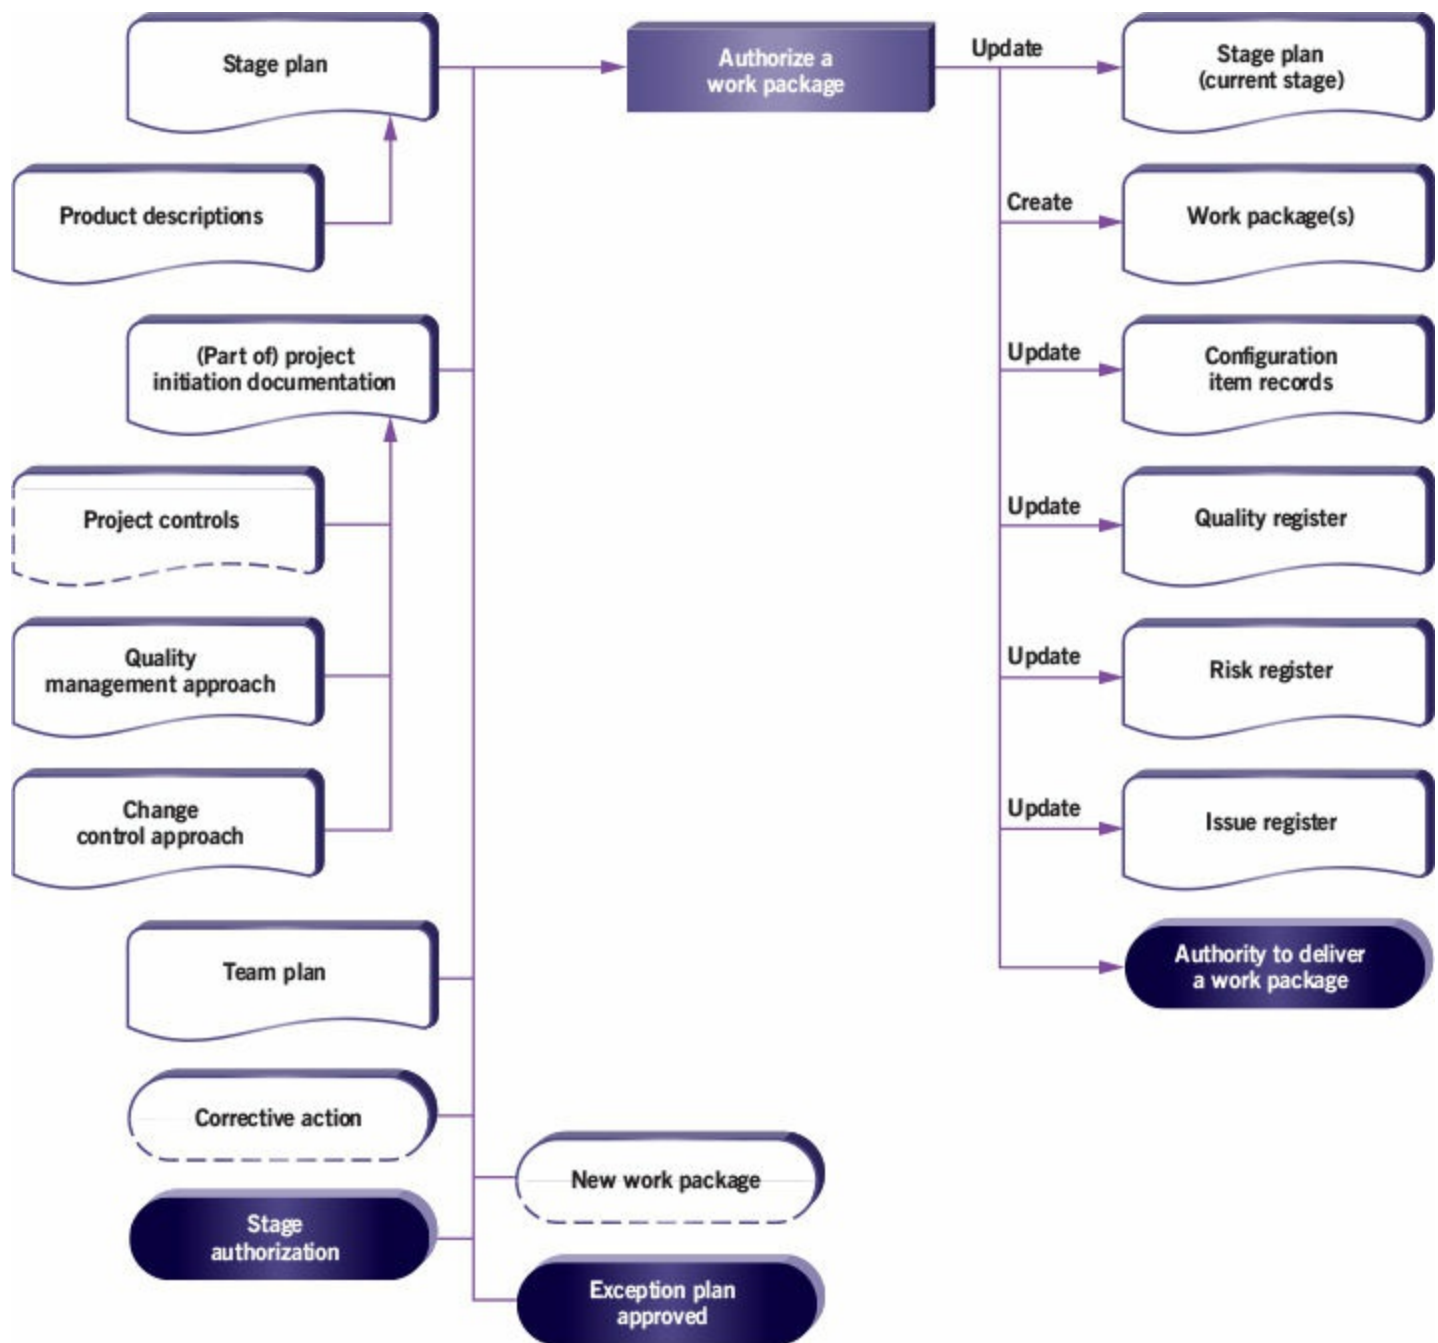 Stage plan
Authorize a
work package
Update
Stage plan
(current stage)
Product descriptions
Create
Work package(s)
(Part of) project
initiation documentation
Update
Configuration
item records
Project controls
Update
Quality register
Quality
management approach
Update
Risk register
Change
control approach
Update
Issue register
Team plan
Authority to deliver
a work package
Corrective action
New work package
Stage
authorization
Exception plan
approved